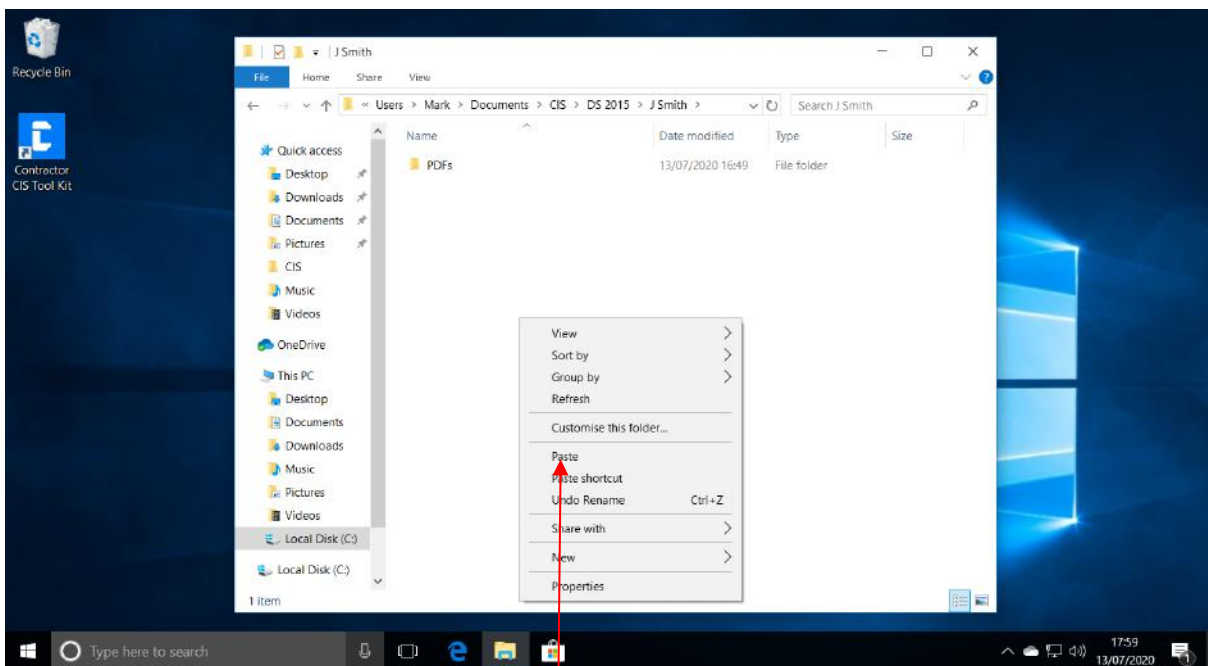 Recycle Bin
Contractor
CIS Tool Kit
J Smith
File Home Share View
« Users > Mark > Documents > CIS > DS 2015 > J Smith >
Search J Smith
Name Date modified Type Size
PDFs 13/07/2020 16:49 File folder
Quick access
Desktop
Downloads
Documents
Pictures
CIS
Music
Videos
OneDrive
This PC
Desktop
Documents
Downloads
Music
Pictures
Videos
Local Disk (C:)
Local Disk (C:)
1 item
View
Sort by
Group by
Refresh
Customise this folder...
Paste
Paste shortcut
Undo Rename Ctrl+Z
Share with
New
Properties
Type here to search
17:59
13/07/2020